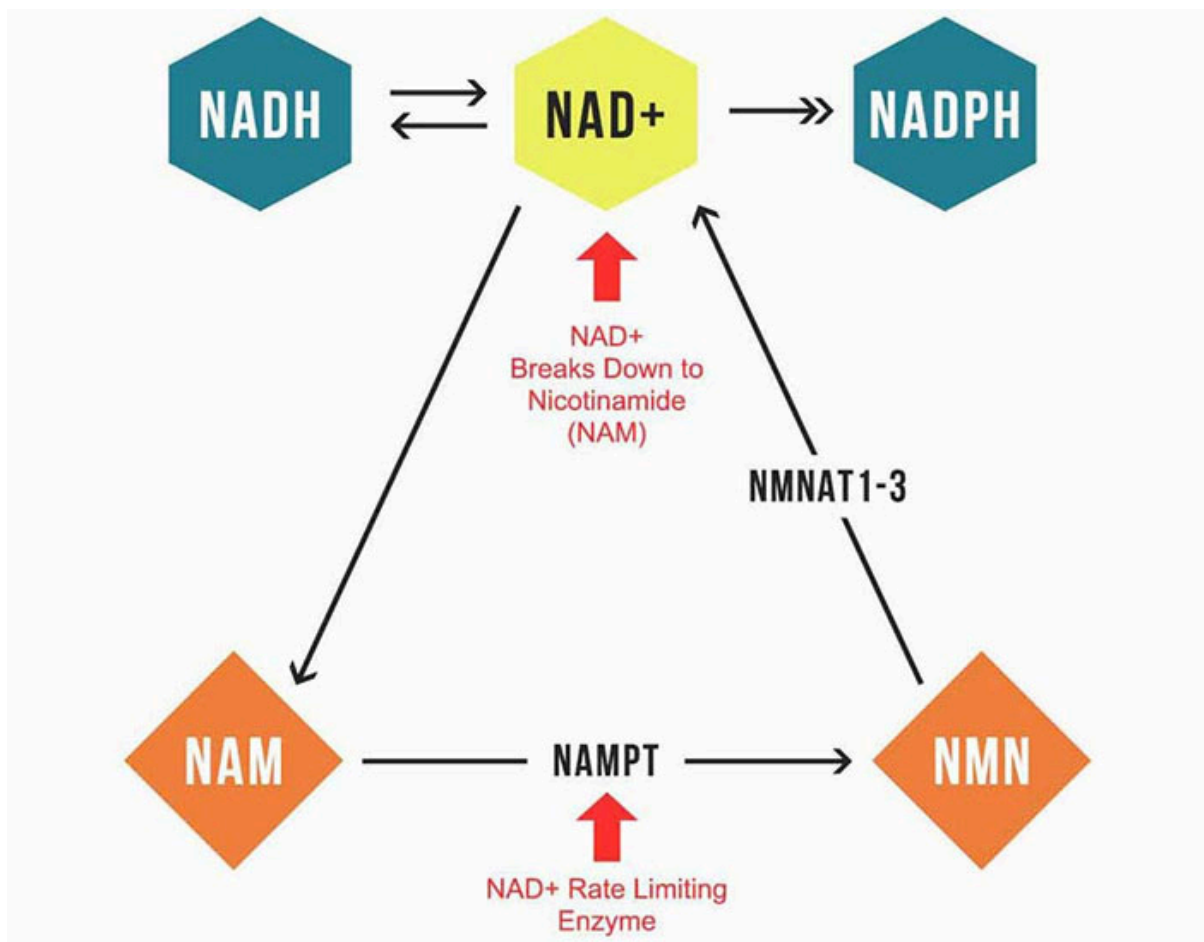 NADH
NAD+
NADPH
NAD+
Breaks Down to
Nicotinamide
(NAM)
NMNAT1-3
NAM
NAMPT
NMN
NAD+ Rate Limiting
Enzyme